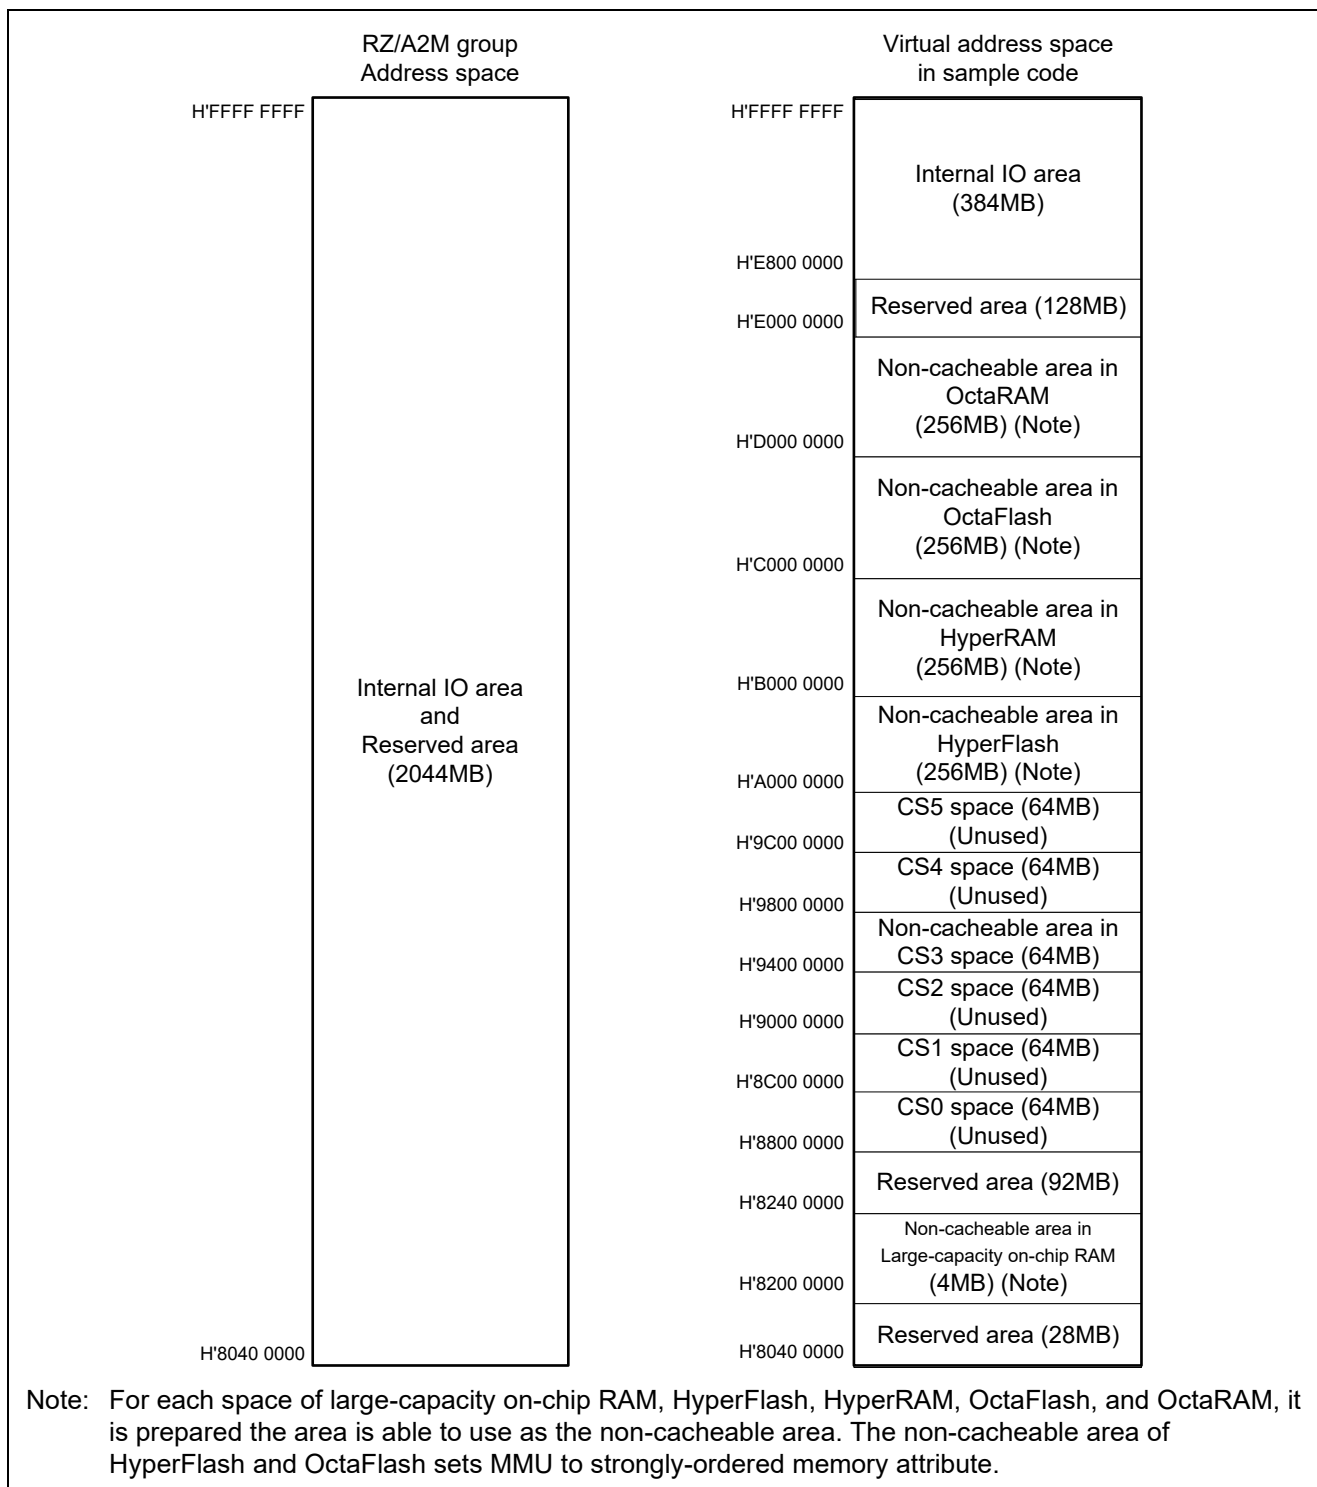 RZ/A2M group
Address space
H'FFFF FFFF
Internal IO area
and
Reserved area
(2044MB)
H'8040 0000
Virtual address space
in sample code
H'FFFF FFFF
Internal IO area
(384MB)
H'E800 0000
Reserved area (128MB)
H'E000 0000
Non-cacheable area in
OctaRAM
(256MB) (Note)
H'D000 0000
Non-cacheable area in
OctaFlash
(256MB) (Note)
H'C000 0000
Non-cacheable area in
HyperRAM
(256MB) (Note)
H'B000 0000
Non-cacheable area in
HyperFlash
(256MB) (Note)
H'A000 0000
CS5 space (64MB)
(Unused)
H'9C00 0000
CS4 space (64MB)
(Unused)
H'9800 0000
Non-cacheable area in
CS3 space (64MB)
H'9400 0000
CS2 space (64MB)
(Unused)
H'9000 0000
CS1 space (64MB)
(Unused)
H'8C00 0000
CS0 space (64MB)
(Unused)
H'8800 0000
Reserved area (92MB)
H'8240 0000
Non-cacheable area in
Large-capacity on-chip RAM
(4MB) (Note)
H'8200 0000
Reserved area (28MB)
H'8040 0000
Note: For each space of large-capacity on-chip RAM, HyperFlash, HyperRAM, OctaFlash, and OctaRAM, it
is prepared the area is able to use as the non-cacheable area. The non-cacheable area of
HyperFlash and OctaFlash sets MMU to strongly-ordered memory attribute.